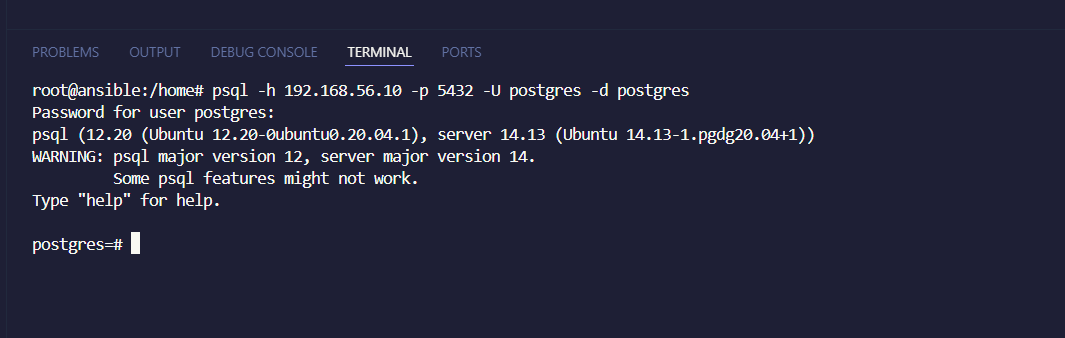 PROBLEMS OUTPUT DEBUG CONSOLE TERMINAL PORTS
root@ansible:/home# psql -h 192.168.56.10 -p 5432 -U postgres -d postgres
Password for user postgres:
psql (12.20 (Ubuntu 12.20-0ubuntu0.20.04.1), server 14.13 (Ubuntu 14.13-1.pgdg20.04+1))
WARNING: psql major version 12, server major version 14.
         Some psql features might not work.
Type "help" for help.
postgres=#